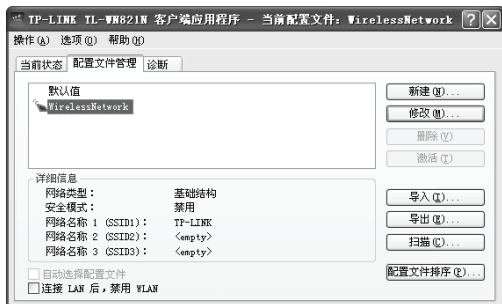 TP-LINK TL-WN821N 客户端应用程序 - 当前配置文件: WirelessNetwork
操作(A) 选项(O) 帮助(H)
当前状态 配置文件管理 诊断
默认值
WirelessNetwork
新建(N)...
修改(M)...
删除(V)
激活(T)
详细信息
网络类型: 基础结构
安全模式: 禁用
网络名称 1 (SSID1): TP-LINK
网络名称 2 (SSID2): <empty>
网络名称 3 (SSID3): <empty>
导入(I)...
导出(E)...
扫描(C)...
自动选择配置文件
配置文件排序(P)...
连接 LAN 后,禁用 WLAN